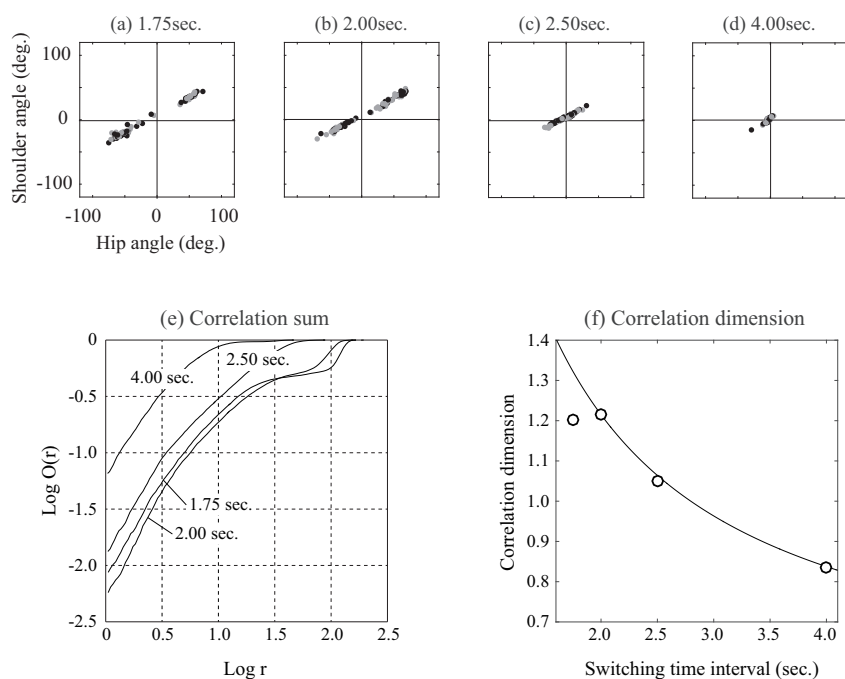 (a) 1.75sec. (b) 2.00sec. (c) 2.50sec. (d) 4.00sec.
Shoulder angle (deg.)
100
0
-100
-100 0 100
Hip angle (deg.)
(e) Correlation sum
Log O(r)
0
-0.5
-1.0
-1.5
-2.0
-2.5
4.00 sec.
2.50 sec.
1.75 sec.
2.00 sec.
0 0.5 1.0 1.5 2.0 2.5
Log r
(f) Correlation dimension
Correlation dimension
1.4
1.3
1.2
1.1
1.0
0.9
0.8
0.7
2.0 2.5 3.0 3.5 4.0
Switching time interval (sec.)